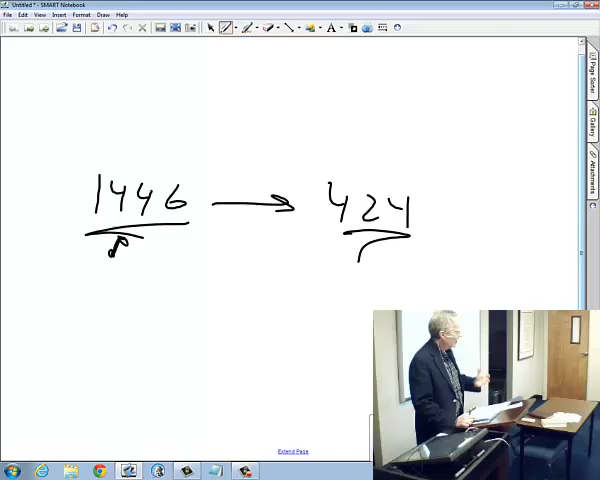 Untitled * - SMART Notebook
File Edit View Insert Format Draw Help
1446 → 424
Page Sorter
Gallery
Attachments
Extend Page